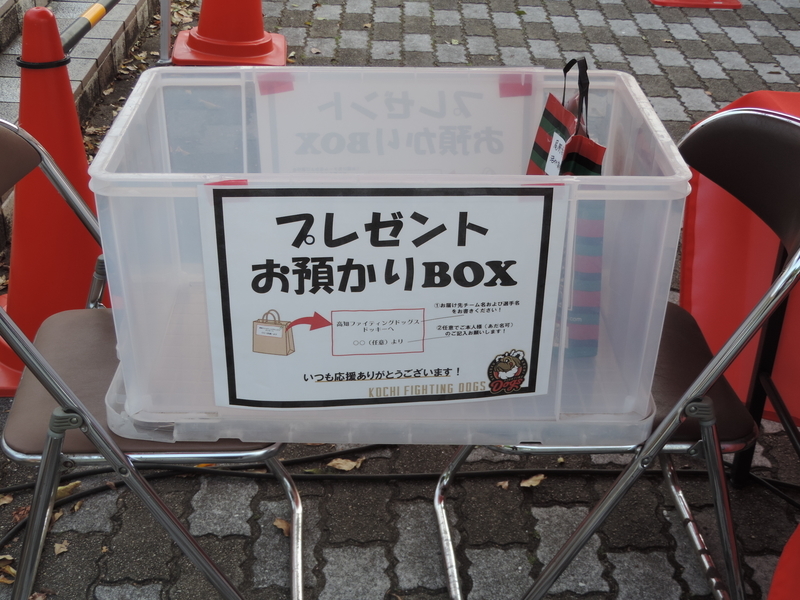 プレゼント
お預かりBOX
①お届け先チーム名および選手名
をお書きください！
高知ファイティングドッグス
ドッキーへ
○○（任意）より
②任意でご本人様（あだ名可）
のご記入お願いします！
いつも応援ありがとうございます！
KOCHI FIGHTING DOGS
Dogs